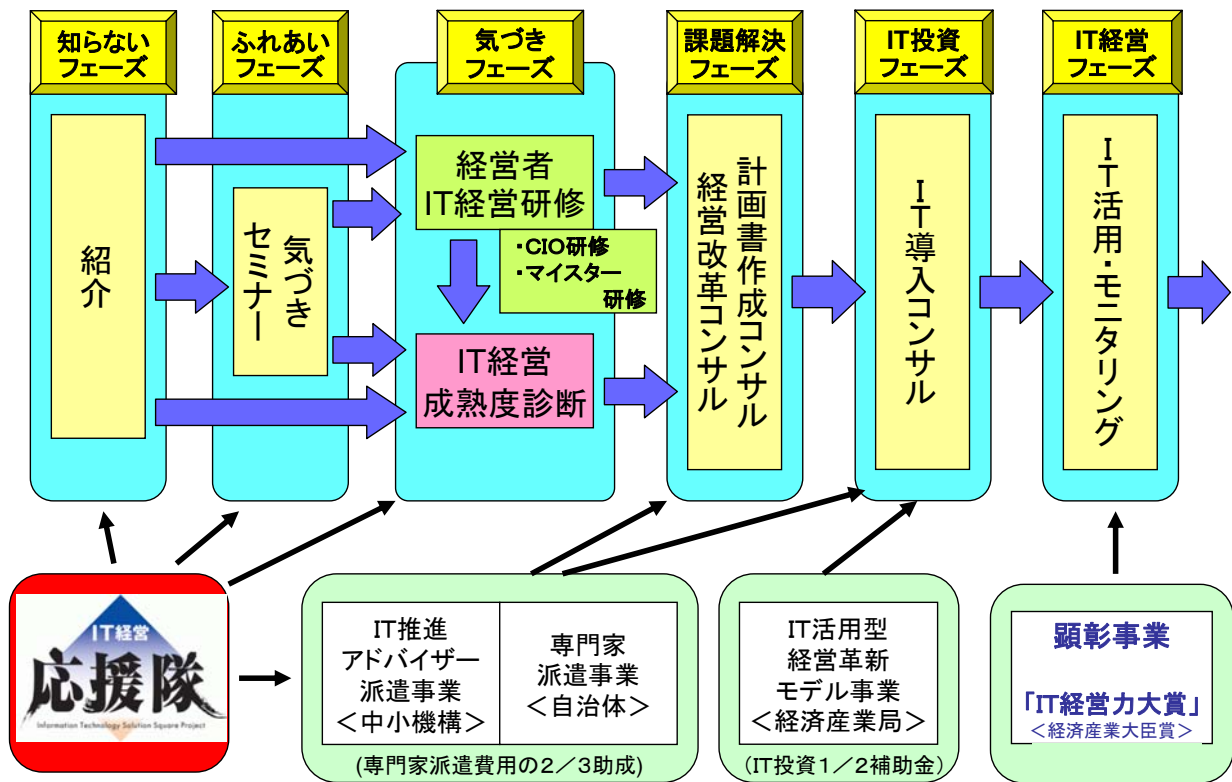 知らない
フェーズ
ふれあい
フェーズ
気づき
フェーズ
課題解決
フェーズ
IT投資
フェーズ
IT経営
フェーズ
紹介
気づき
セミナー
経営者
IT経営研修
・CIO研修
・マイスター
研修
IT経営
成熟度診断
計画書作成コンサル
経営改革コンサル
IT導入コンサル
IT活用・モニタリング
IT経営
応援隊
Information Technology Solution Square Project
IT推進
アドバイザー
派遣事業
<中小機構>
専門家
派遣事業
<自治体>
(専門家派遣費用の2/3助成)
IT活用型
経営革新
モデル事業
<経済産業局>
(IT投資1/2補助金)
顕彰事業
「IT経営力大賞」
<経済産業大臣賞>